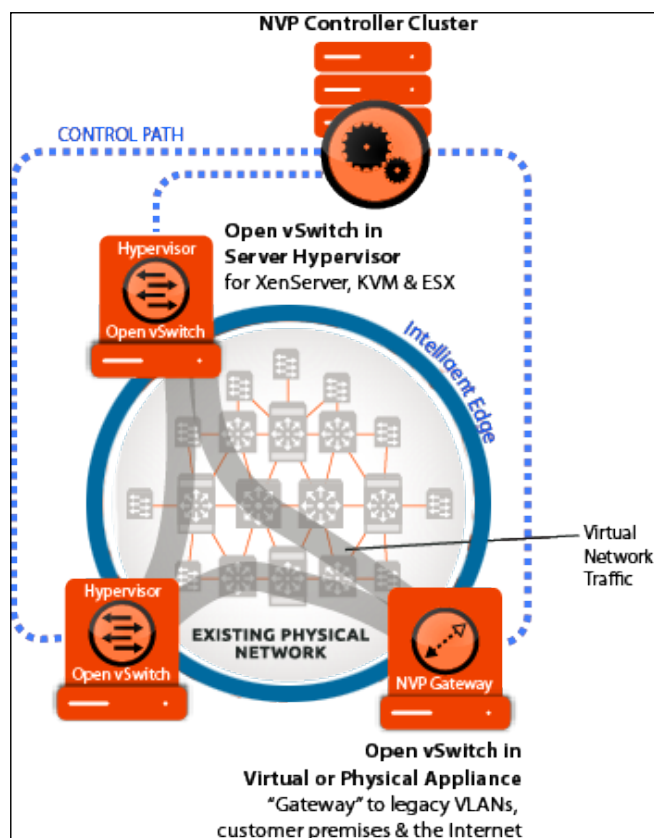 NVP Controller Cluster
CONTROL PATH
Open vSwitch in
Server Hypervisor
for XenServer, KVM & ESX
Hypervisor
Open vSwitch
Intelligent Edge
Virtual
Network
Traffic
Hypervisor
Open vSwitch
EXISTING PHYSICAL
NETWORK
NVP Gateway
Open vSwitch in
Virtual or Physical Appliance
“Gateway” to legacy VLANs,
customer premises & the Internet